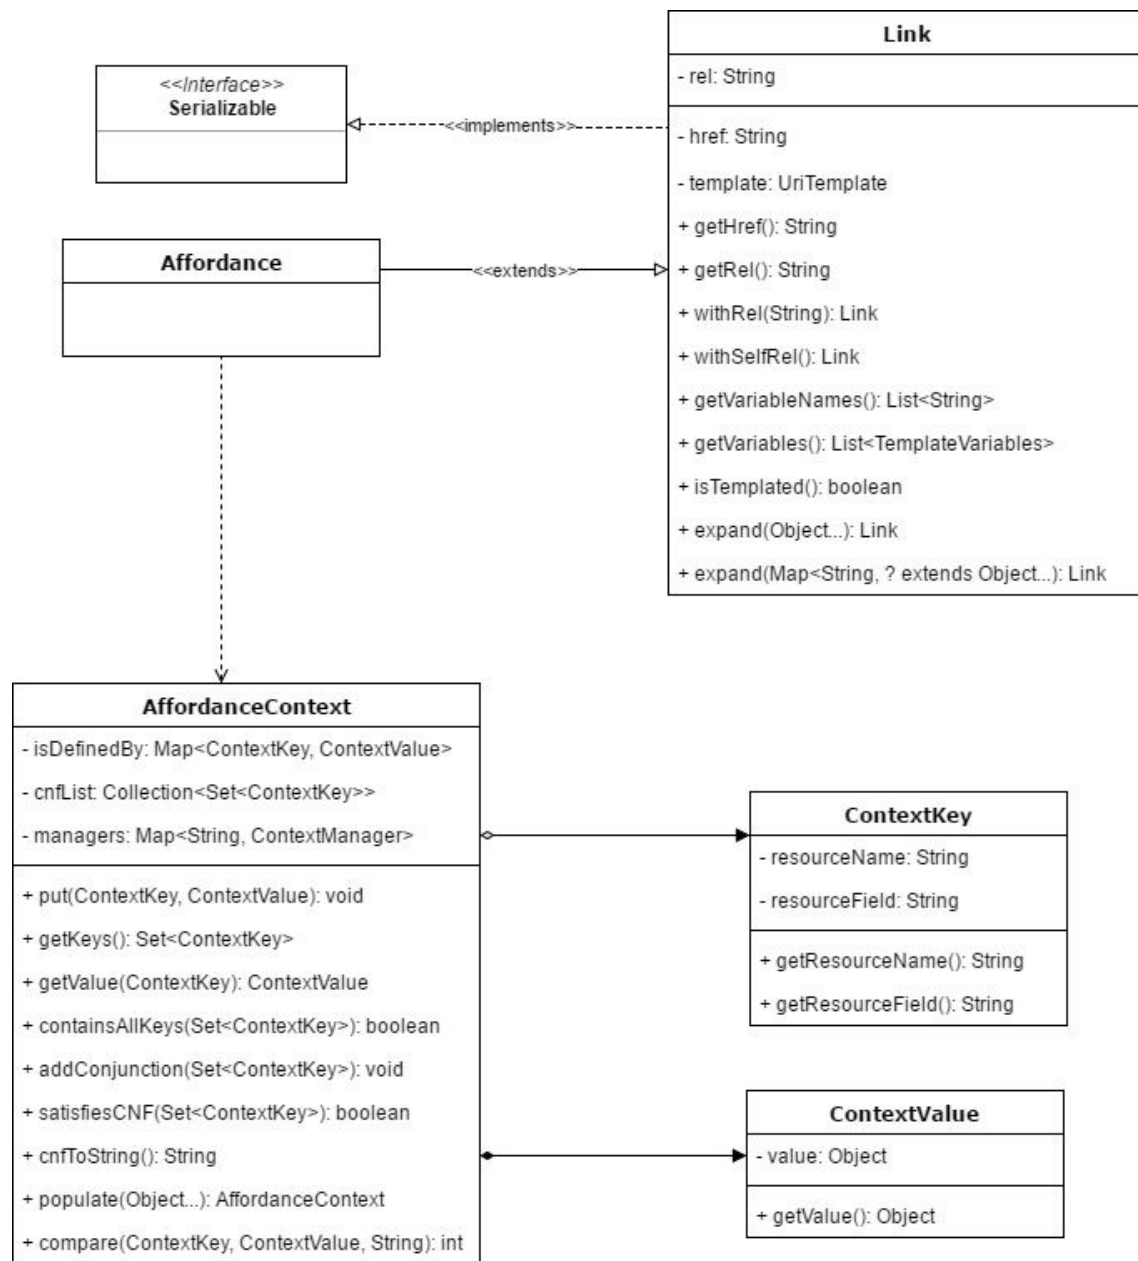 Link
- rel: String
- href: String
- template: UriTemplate
+ getHref(): String
+ getRel(): String
+ withRel(String): Link
+ withSelfRel(): Link
+ getVariableNames(): List<String>
+ getVariables(): List<TemplateVariables>
+ isTemplated(): boolean
+ expand(Object...): Link
+ expand(Map<String, ? extends Object...): Link
<<Interface>>
Serializable
<<implements>>
Affordance
<<extends>>
AffordanceContext
- isDefinedBy: Map<ContextKey, ContextValue>
- cnfList: Collection<Set<ContextKey>>
- managers: Map<String, ContextManager>
+ put(ContextKey, ContextValue): void
+ getKeys(): Set<ContextKey>
+ getValue(ContextKey): ContextValue
+ containsAllKeys(Set<ContextKey>): boolean
+ addConjunction(Set<ContextKey>): void
+ satisfiesCNF(Set<ContextKey>): boolean
+ cnfToString(): String
+ populate(Object...): AffordanceContext
+ compare(ContextKey, ContextValue, String): int
ContextKey
- resourceName: String
- resourceField: String
+ getResourceName(): String
+ getResourceField(): String
ContextValue
- value: Object
+ getValue(): Object